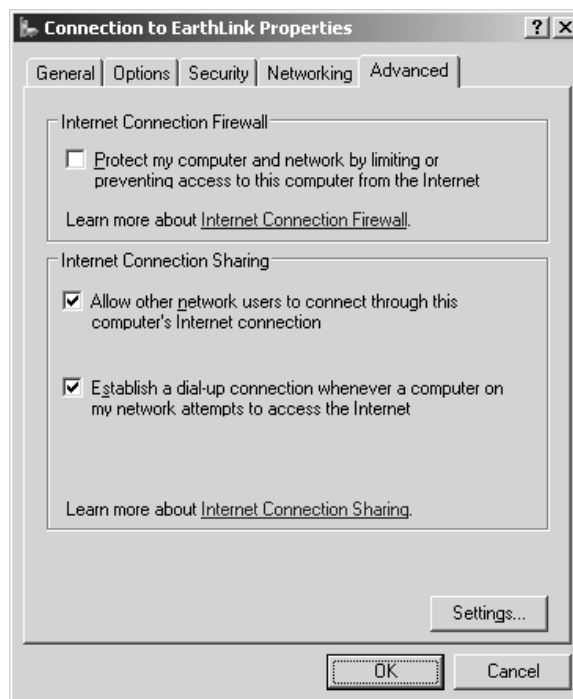 Connection to EarthLink Properties
General Options Security Networking Advanced
Internet Connection Firewall
Protect my computer and network by limiting or
preventing access to this computer from the Internet
Learn more about Internet Connection Firewall.
Internet Connection Sharing
Allow other network users to connect through this
computer's Internet connection
Establish a dial-up connection whenever a computer on
my network attempts to access the Internet
Learn more about Internet Connection Sharing.
Settings...
OK Cancel